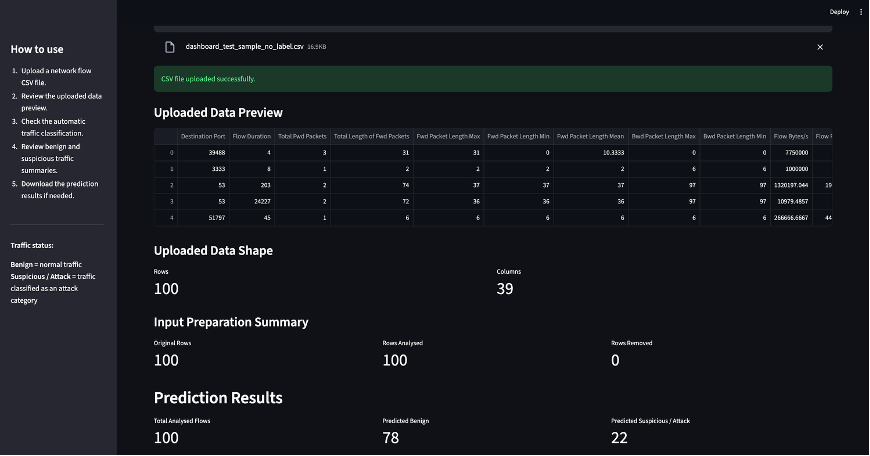 Deploy
How to use
1. Upload a network flow
CSV file.
2. Review the uploaded data
preview.
3. Check the automatic
traffic classification.
4. Review benign and
suspicious traffic
summaries.
5. Download the prediction
results if needed.
Traffic status:
Benign = normal traffic
Suspicious / Attack = traffic
classified as an attack
category
dashboard_test_sample_no_label.csv 16.9KB
CSV file uploaded successfully.
Uploaded Data Preview
Destination Port Flow Duration Total Fwd Packets Total Length of Fwd Packets Fwd Packet Length Max Fwd Packet Length Min Fwd Packet Length Mean Bwd Packet Length Max Bwd Packet Length Min Flow Bytes/s Flow P
0 39488 4 3 31 31 0 10.3333 0 0 7750000
1 3333 8 1 2 2 2 2 6 6 1000000
2 53 203 2 74 37 37 37 97 97 1320197.044 19
3 53 24227 2 72 36 36 36 97 97 10979.4857
4 51797 45 1 6 6 6 6 6 6 266666.6667 44
Uploaded Data Shape
Rows Columns
100 39
Input Preparation Summary
Original Rows Rows Analysed Rows Removed
100 100 0
Prediction Results
Total Analysed Flows Predicted Benign Predicted Suspicious / Attack
100 78 22